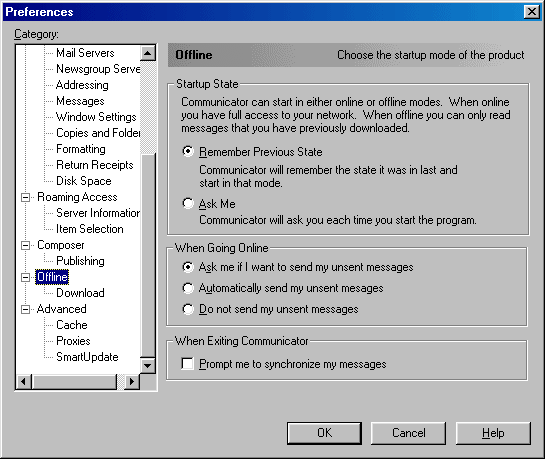 Preferences
Category:
Mail Servers
Newsgroup Serve
Addressing
Messages
Window Settings
Copies and Folder
Formatting
Return Receipts
Disk Space
Roaming Access
Server Information
Item Selection
Composer
Publishing
Offline
Download
Advanced
Cache
Proxies
SmartUpdate
Offline
Choose the startup mode of the product
Startup State
Communicator can start in either online or offline modes. When online
you have full access to your network. When offline you can only read
messages that you have previously downloaded.
Remember Previous State
Communicator will remember the state it was in last and
start in that mode.
Ask Me
Communicator will ask you each time you start the program.
When Going Online
Ask me if I want to send my unsent messages
Automatically send my unsent messages
Do not send my unsent messages
When Exiting Communicator
Prompt me to synchronize my messages
OK
Cancel
Help